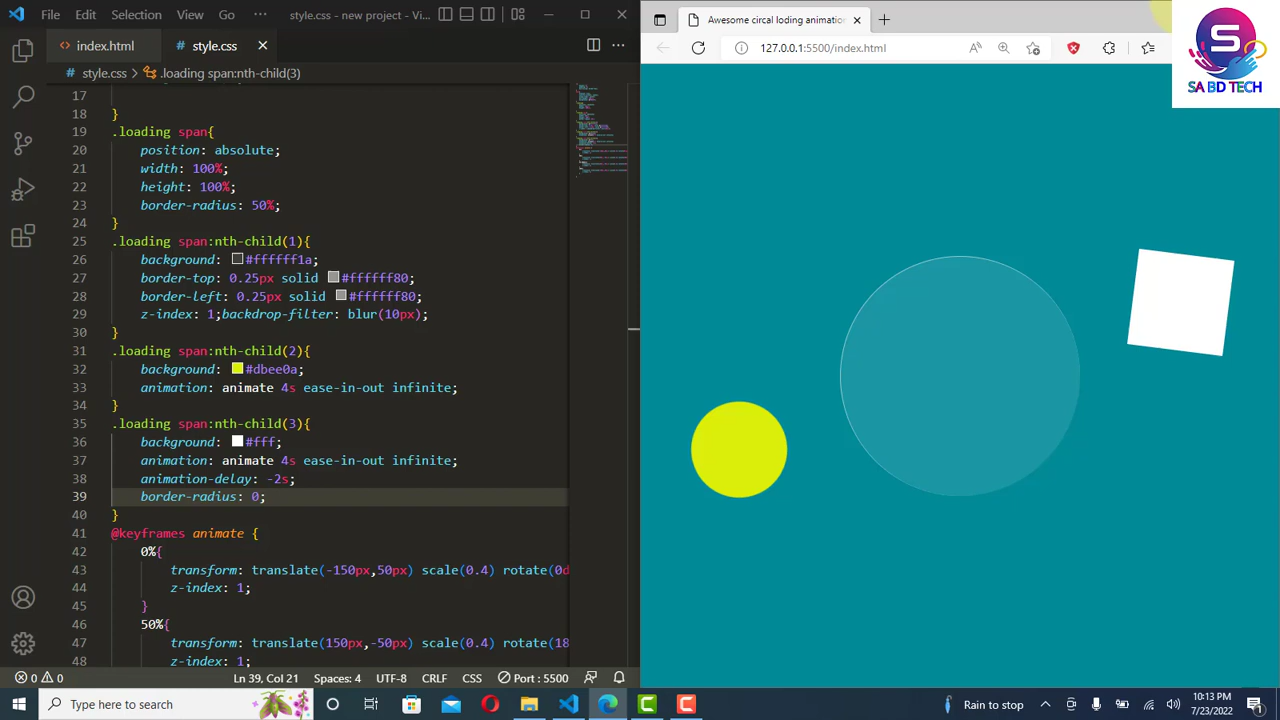 File Edit Sel Go style.css - new project - Vi...
index.html style.css
style.css > .loading span:nth-child(3)
17
18 }
19 .loading span{
20 position: absolute;
21 width: 100%;
22 height: 100%;
23 border-radius: 50%;
24 }
25 .loading span:nth-child(1){
26 background: #ffffff1a;
27 border-top: 0.25px solid #ffffff80;
28 border-left: 0.25px solid #ffffff80;
29 z-index: 1;backdrop-filter: blur(10px);
30 }
31 .loading span:nth-child(2){
32 background: #dbee0a;
33 animation: animate 4s ease-in-out infinite;
34 }
35 .loading span:nth-child(3){
36 background: #fff;
37 animation: animate 4s ease-in-out infinite;
38 animation-delay: -2s;
39 border-radius: 0;
40 }
41 @keyframes animate {
42 0%{
43 transform: translate(-150px,50px) scale(0.4) rotate(0d
44 z-index: 1;
45 }
46 50%{
47 transform: translate(150px,-50px) scale(0.4) rotate(18
48 z-index: 1;
0 0 Ln 39, Col 21 Spaces: 4 UTF-8 CRLF CSS Port : 5500
Awesome circal loding animation
127.0.0.1:5500/index.html
S
SA BD TECH
Type here to search
Rain to stop
10:13 PM
7/23/2022
1